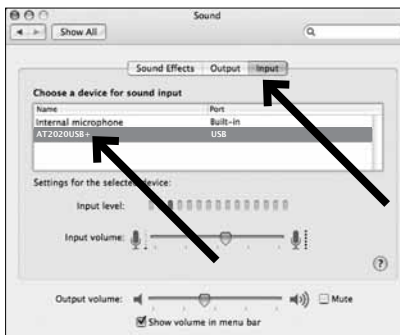 Sound
Show All
Sound Effects Output Input
Choose a device for sound input
Name Port
Internal microphone Built-in
AT2020USB+ USB
Settings for the selected device:
Input level:
Input volume:
?
Output volume: Mute
Show volume in menu bar